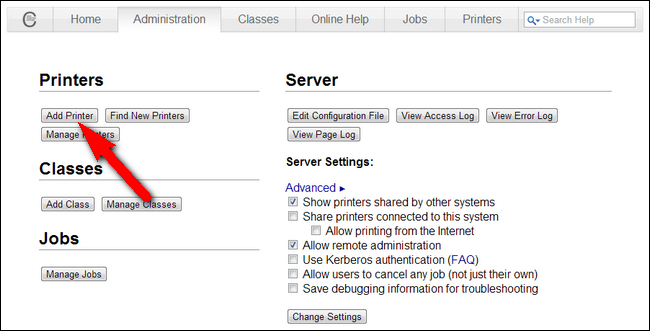 Home Administration Classes Online Help Jobs Printers Search Help
Printers
Add Printer Find New Printers
Manage Printers
Classes
Add Class Manage Classes
Jobs
Manage Jobs
Server
Edit Configuration File View Access Log View Error Log
View Page Log
Server Settings:
Advanced ▸
Show printers shared by other systems
Share printers connected to this system
Allow printing from the Internet
Allow remote administration
Use Kerberos authentication (FAQ)
Allow users to cancel any job (not just their own)
Save debugging information for troubleshooting
Change Settings